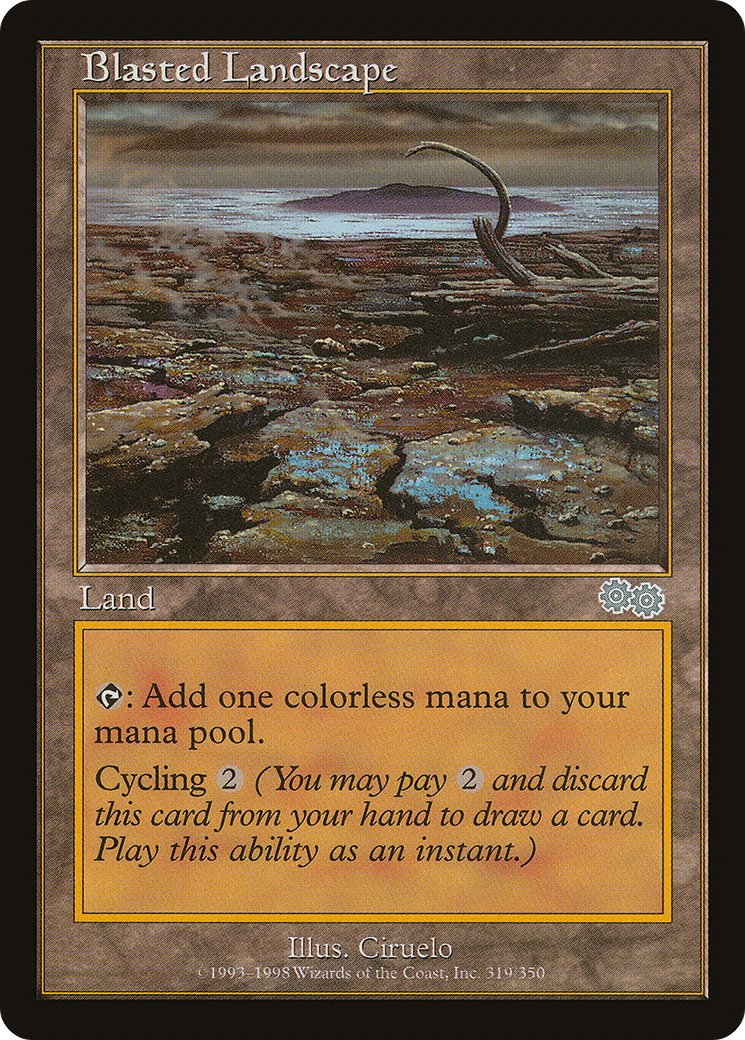 Blasted Landscape
Land
: Add one colorless mana to your
mana pool.
Cycling 2 (You may pay 2 and discard
this card from your hand to draw a card.
Play this ability as an instant.)
Illus. Ciruelo
©1993–1998 Wizards of the Coast, Inc. 319/350